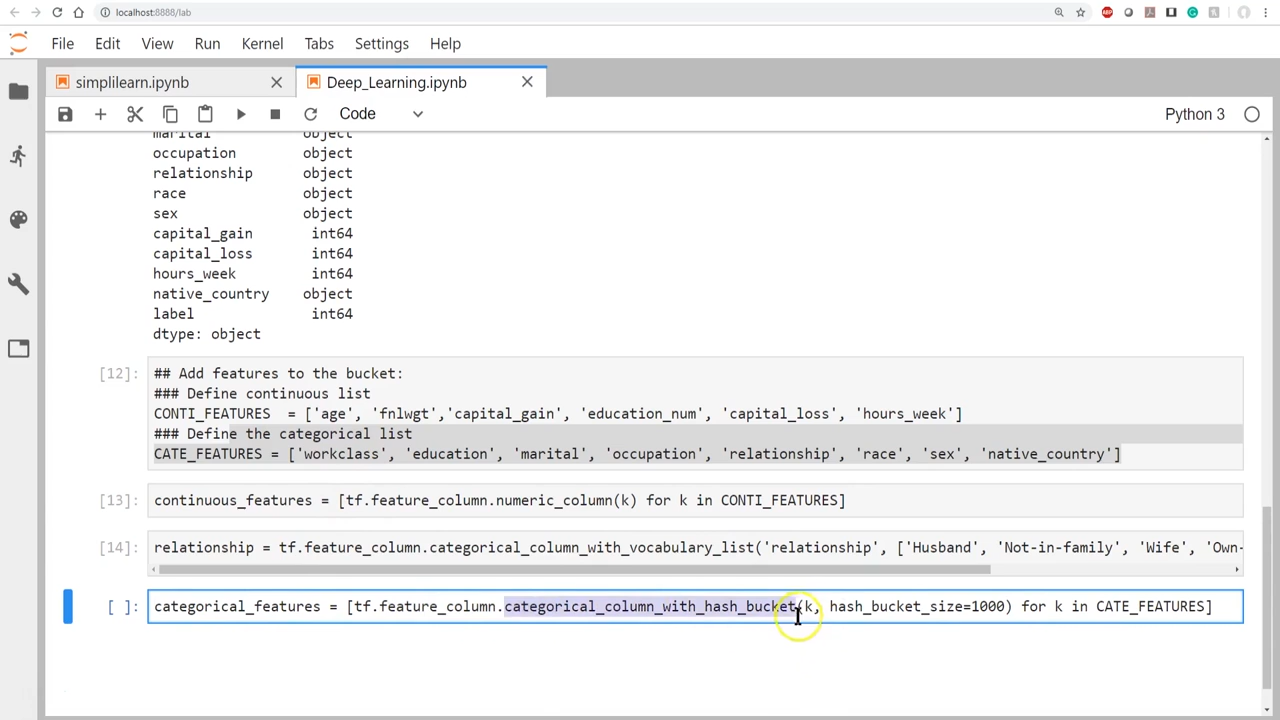 localhost:8888/lab
ABP
File Edit View Run Kernel Tabs Settings Help
simplilearn.ipynb
Deep_Learning.ipynb
Code
Python 3
marital object
occupation object
relationship object
race object
sex object
capital_gain int64
capital_loss int64
hours_week int64
native_country object
label int64
dtype: object
[12]: ## Add features to the bucket:
### Define continuous list
CONTI_FEATURES  = ['age', 'fnlwgt','capital_gain', 'education_num', 'capital_loss', 'hours_week']
### Define the categorical list
CATE_FEATURES = ['workclass', 'education', 'marital', 'occupation', 'relationship', 'race', 'sex', 'native_country']
[13]: continuous_features = [tf.feature_column.numeric_column(k) for k in CONTI_FEATURES]
[14]: relationship = tf.feature_column.categorical_column_with_vocabulary_list('relationship', ['Husband', 'Not-in-family', 'Wife', 'Own-
[ ]: categorical_features = [tf.feature_column.categorical_column_with_hash_bucket(k, hash_bucket_size=1000) for k in CATE_FEATURES]